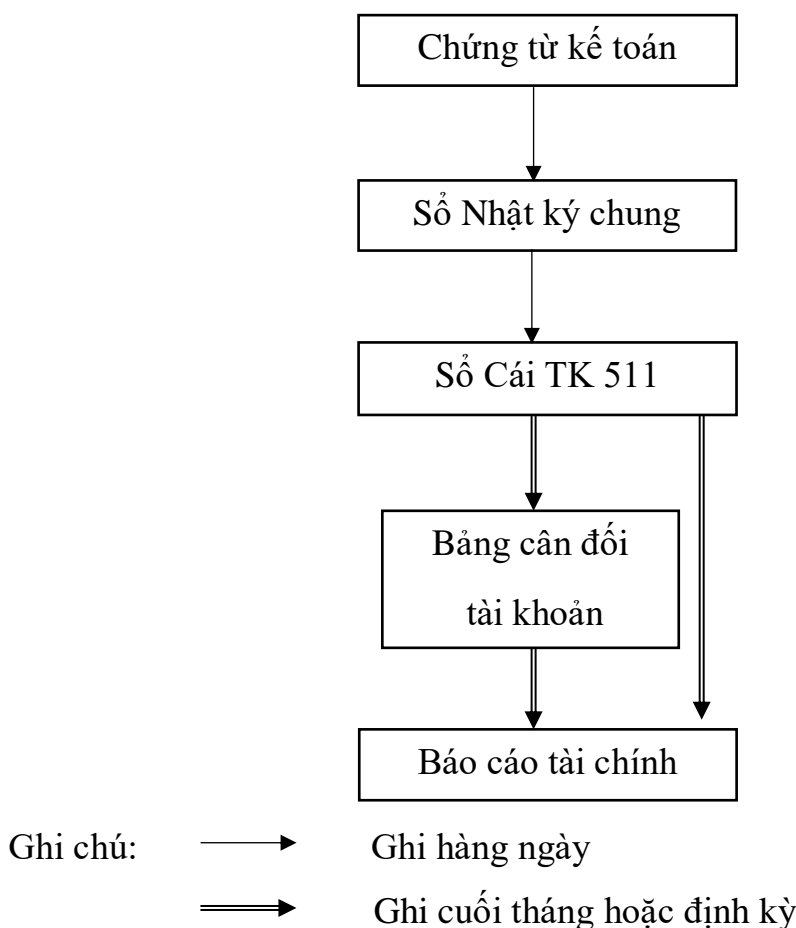 Chứng từ kế toán
Sổ Nhật ký chung
Sổ Cái TK 511
Bảng cân đối
tài khoản
Báo cáo tài chính
Ghi chú: Ghi hàng ngày
Ghi cuối tháng hoặc định kỳ